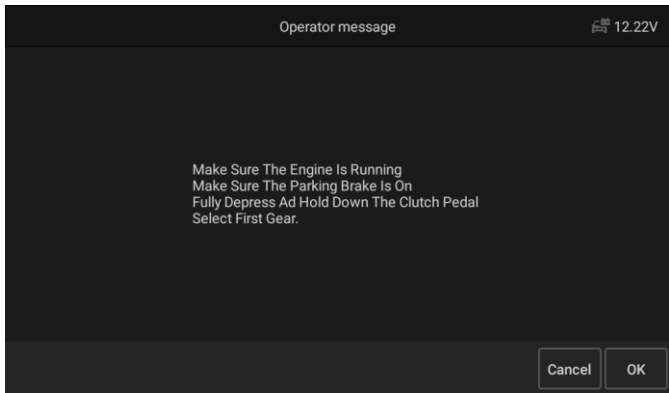 Operator message
12.22V
Make Sure The Engine Is Running
Make Sure The Parking Brake Is On
Fully Depress Ad Hold Down The Clutch Pedal
Select First Gear.
Cancel
OK